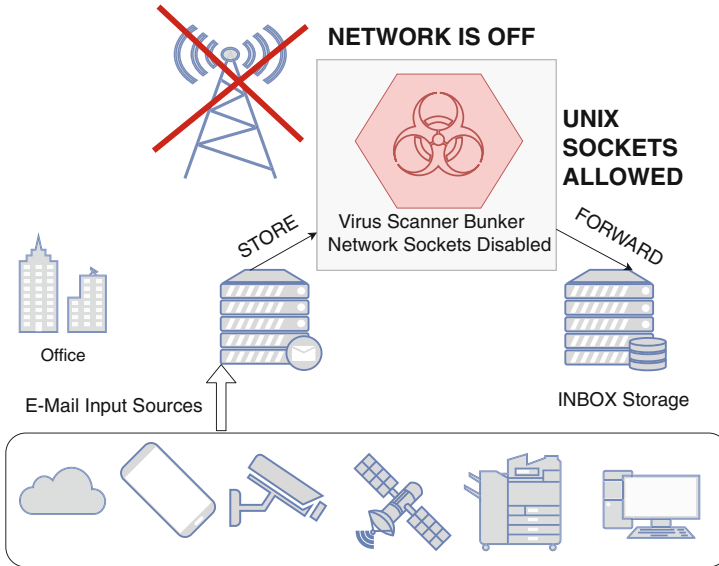 NETWORK IS OFF
UNIX
SOCKETS
ALLOWED
STORE
Virus Scanner Bunker
Network Sockets Disabled
FORWARD
Office
E-Mail Input Sources
INBOX Storage